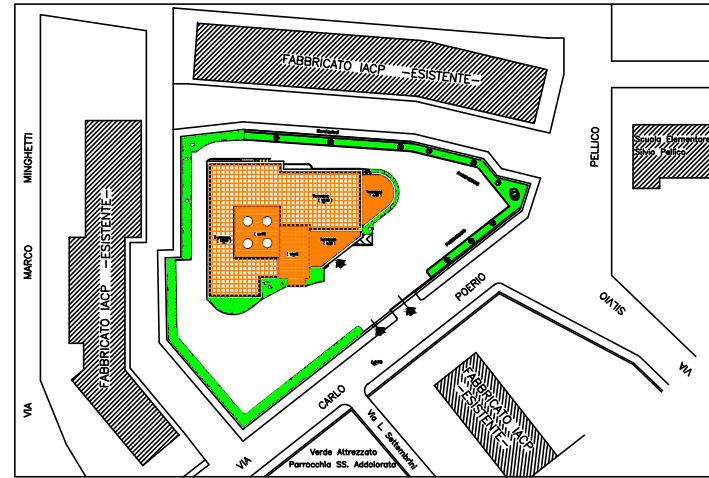 FABBRICATO IACP —ESISTENTE—
MINGHETTI
MARCO
VIA
FABBRICATO IACP —ESISTENTE—
PELLICO
SILVIO
VIA
Scuola Elementare
Silvio Pellico
POERIO
CARLO
VIA
Via L. Settembrini
FABBRICATO IACP
—ESISTENTE—
Verde Attrezzato
Parrocchia SS. Addolorata